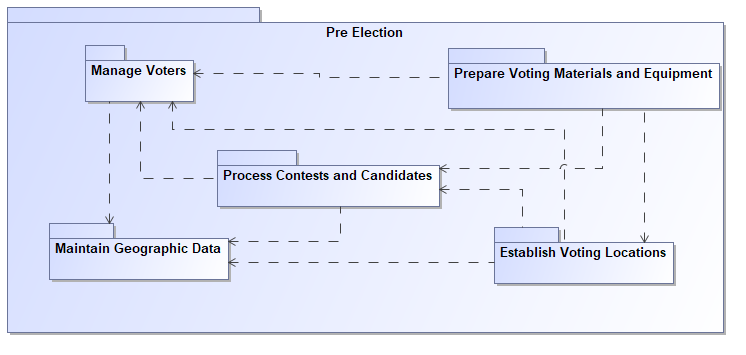 Pre Election
Manage Voters
Prepare Voting Materials and Equipment
Process Contests and Candidates
Maintain Geographic Data
Establish Voting Locations